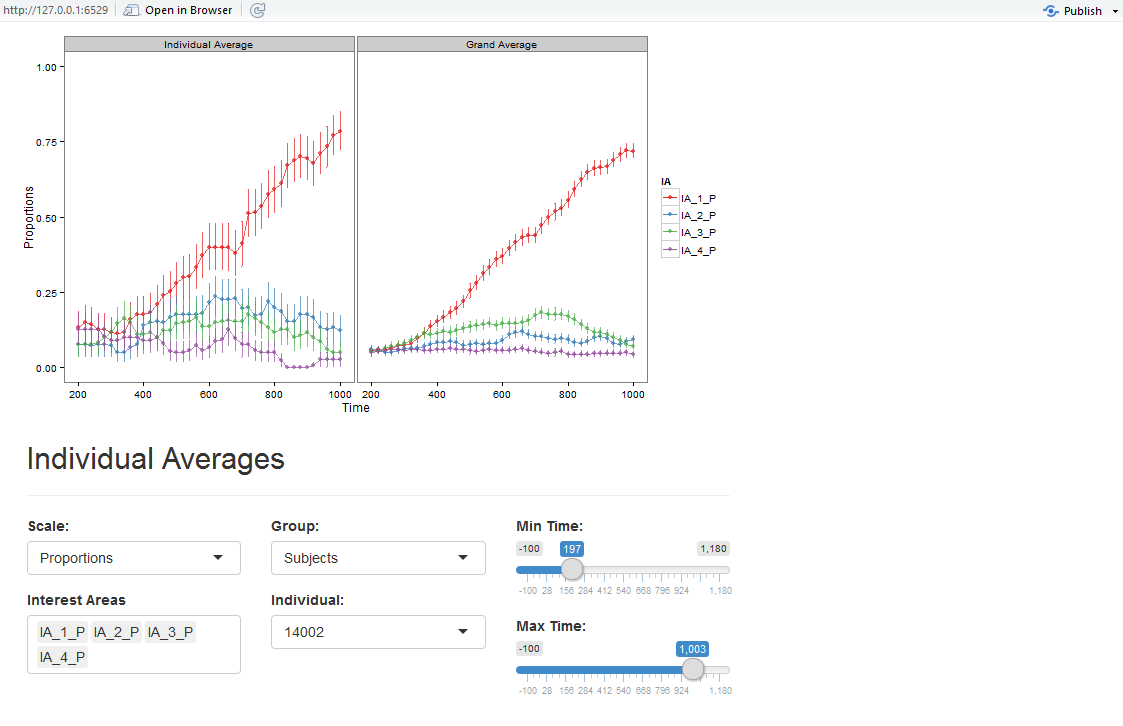 http://127.0.0.1:6529 Open in Browser Publish
Individual Average Grand Average
1.00
0.75
0.50
0.25
0.00
Proportions
200 400 600 800 1000 200 400 600 800 1000
Time
IA
IA_1_P
IA_2_P
IA_3_P
IA_4_P
Individual Averages
Scale: Group: Min Time:
-100 197 1,180
Proportions Subjects
-100 28 156 284 412 540 668 796 924 1,180
Interest Areas Individual: Max Time:
IA_1_P IA_2_P IA_3_P
IA_4_P
14002
-100 1,003
-100 28 156 284 412 540 668 796 924 1,180